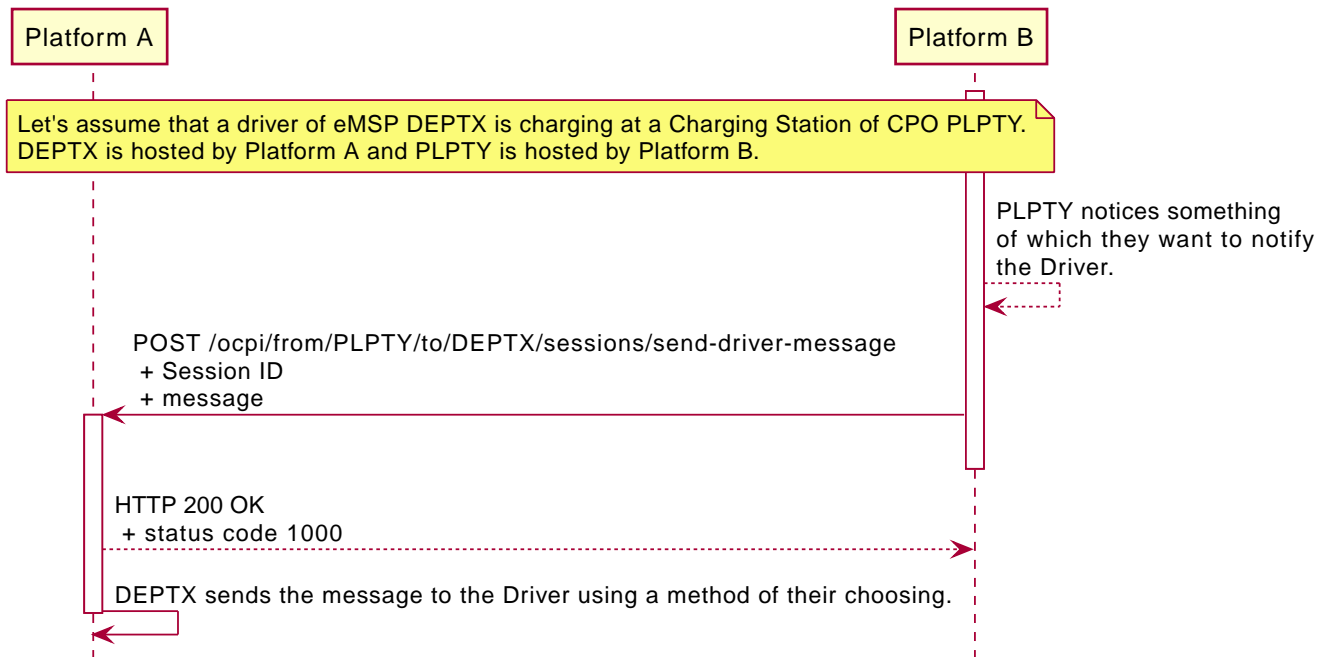 Platform A
Platform B
Let's assume that a driver of eMSP DEPTX is charging at a Charging Station of CPO PLPTY.
DEPTX is hosted by Platform A and PLPTY is hosted by Platform B.
PLPTY notices something
of which they want to notify
the Driver.
POST /ocpi/from/PLPTY/to/DEPTX/sessions/send-driver-message
+ Session ID
+ message
HTTP 200 OK
+ status code 1000
DEPTX sends the message to the Driver using a method of their choosing.